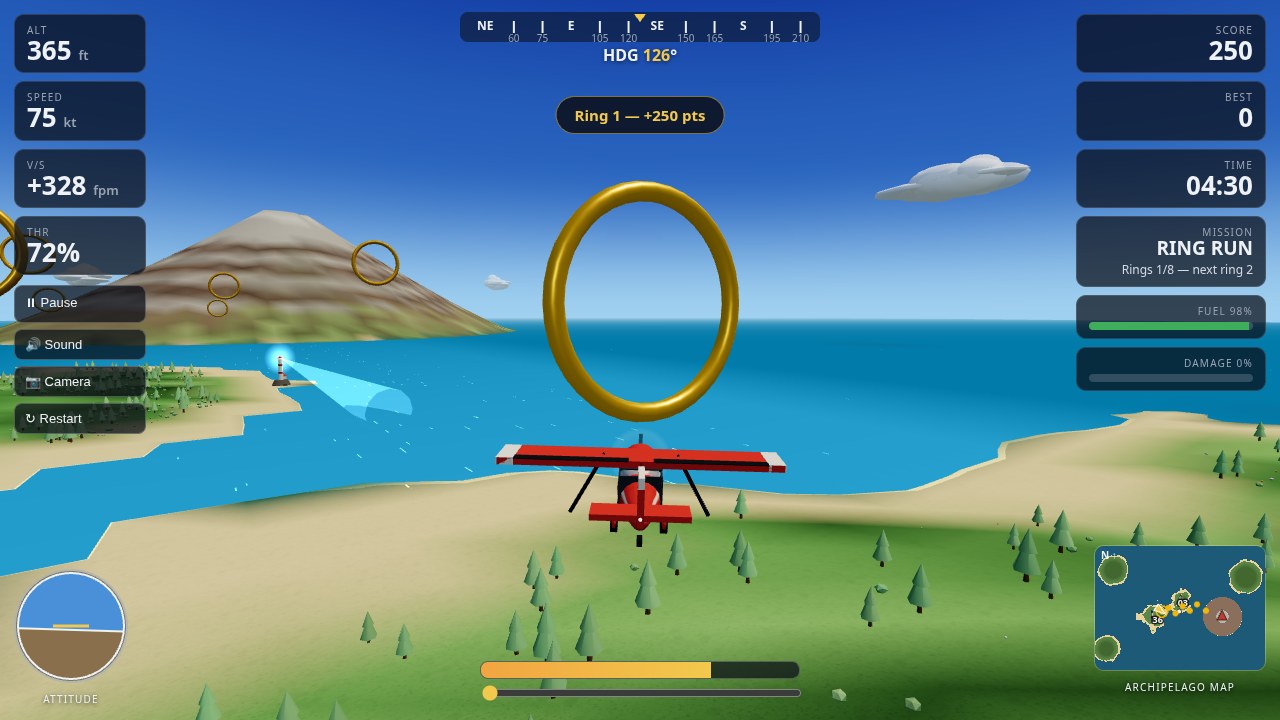 ALT
365 ft
SPEED
75 kt
V/S
+328 fpm
THR
72%
Pause
Sound
Camera
Restart
NE E SE S
60 75 105 120 150 165 195 210
HDG 126°
Ring 1 — +250 pts
SCORE
250
BEST
0
TIME
04:30
MISSION
RING RUN
Rings 1/8 — next ring 2
FUEL 98%
DAMAGE 0%
ATTITUDE
N
03
36
ARCHIPELAGO MAP